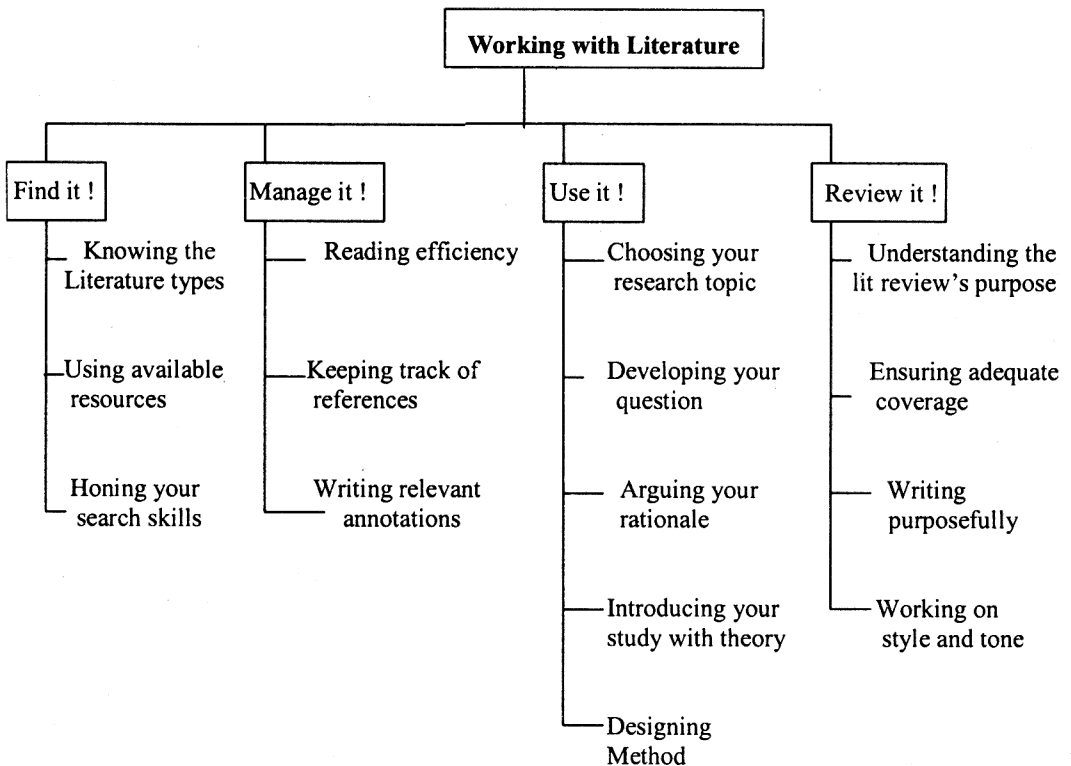 Working with Literature
Find it !
Knowing the
Literature types
Using available
resources
Honing your
search skills
Manage it !
Reading efficiency
Keeping track of
references
Writing relevant
annotations
Use it !
Choosing your
research topic
Developing your
question
Arguing your
rationale
Introducing your
study with theory
Designing
Method
Review it !
Understanding the
lit review's purpose
Ensuring adequate
coverage
Writing
purposefully
Working on
style and tone